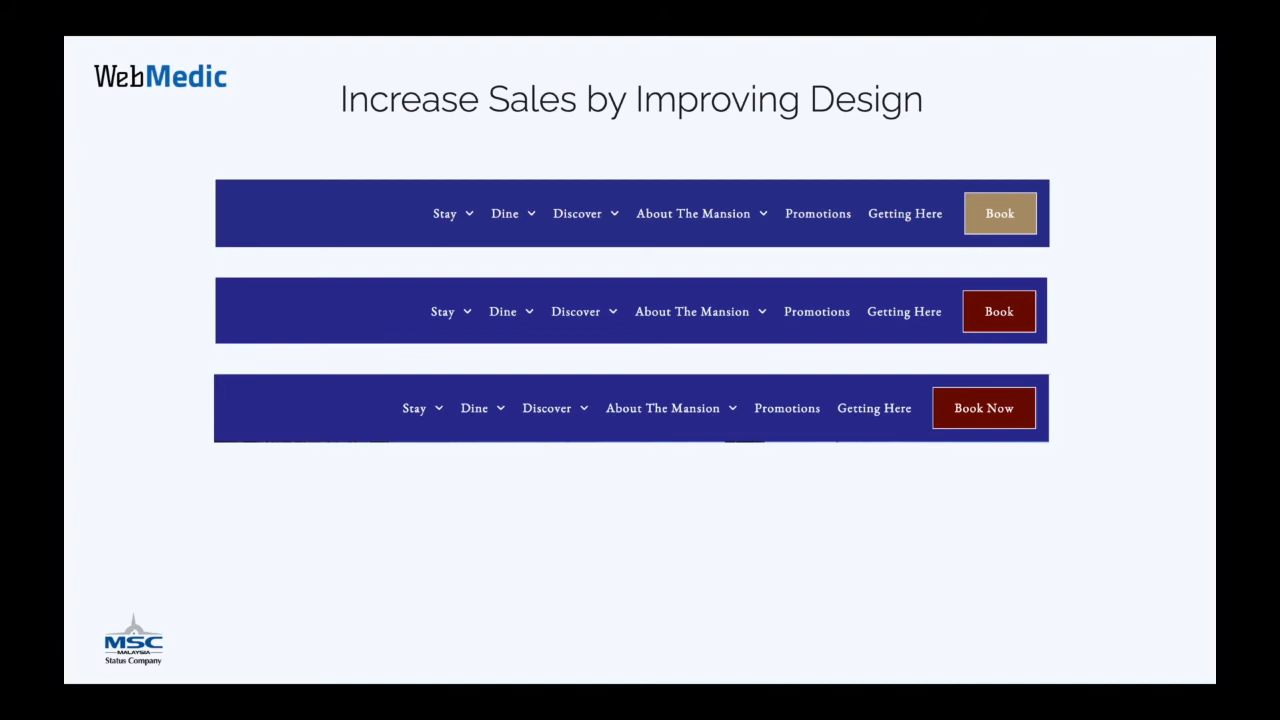 WebMedic
Increase Sales by Improving Design
Stay Dine Discover About The Mansion Promotions Getting Here Book
Stay Dine Discover About The Mansion Promotions Getting Here Book
Stay Dine Discover About The Mansion Promotions Getting Here Book Now
MSC
MALAYSIA
Status Company